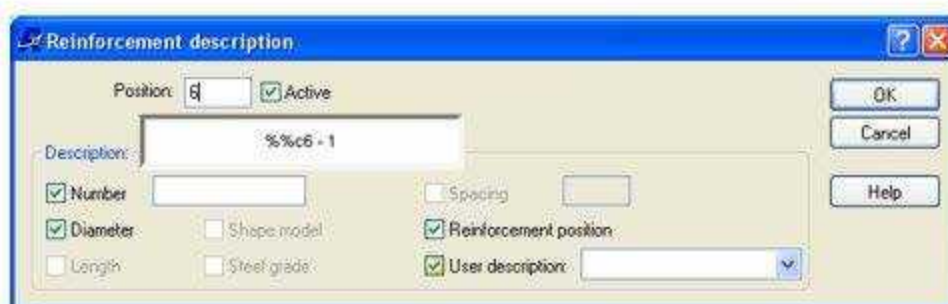 Reinforcement description
Position: 6 Active
OK
%%c6 - 1
Cancel
Description:
Number Spacing Help
Diameter Shape model Reinforcement position
Length Steel grade User description: